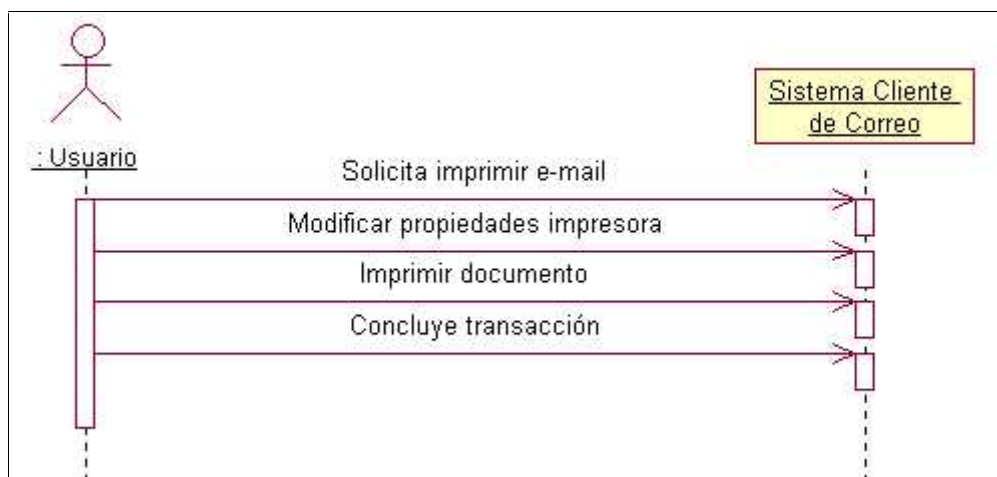 Sistema Cliente
de Correo
: Usuario
Solicita imprimir e-mail
Modificar propiedades impresora
Imprimir documento
Concluye transacción